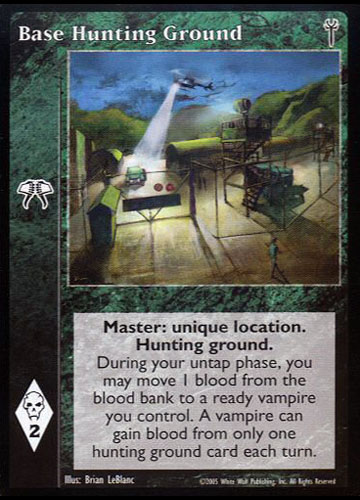 Base Hunting Ground
Master: unique location.
Hunting ground.
During your untap phase, you
may move 1 blood from the
blood bank to a ready vampire
you control. A vampire can
gain blood from only one
hunting ground card each turn.
2
Illus: Brian LeBlanc
©2005 White Wolf Publishing, Inc. All Rights Reserved